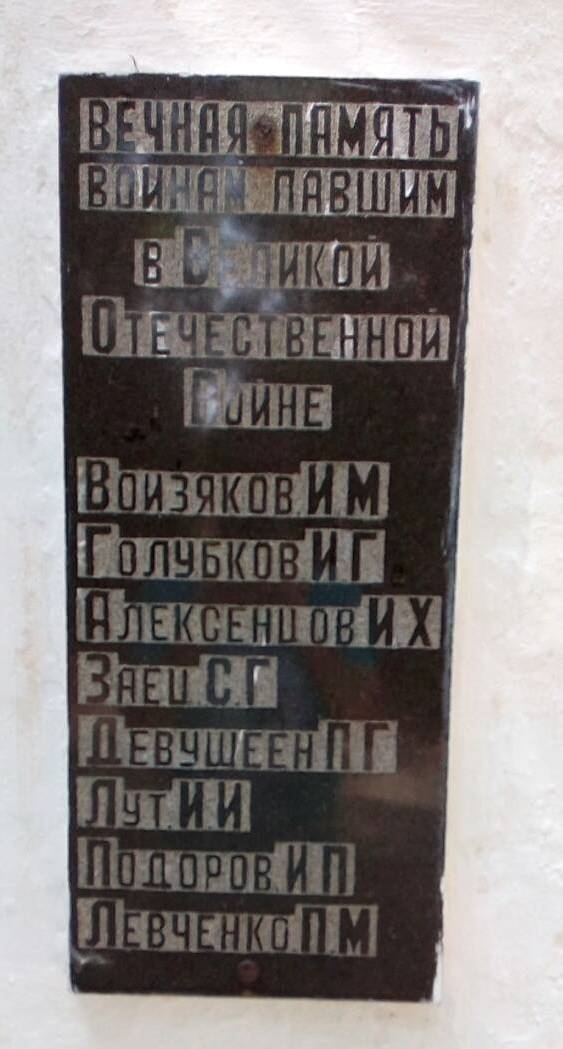 ВЕЧНАЯ ПАМЯТЬ
ВОИНАМ ПАВШИМ
В ВЕЛИКОЙ
ОТЕЧЕСТВЕННОЙ
ВОЙНЕ
ВОИЗЯКОВ И М
ГОЛУБКОВ И Г
АЛЕКСЕНЦОВ И Х
ЗАЕЦ С. Г
ДЕВУШЕЕН П Г
ЛУТ. И. И
ПОДОРОВ И П
ЛЕВЧЕНКО П. М